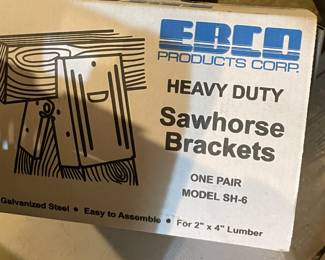 EBCO
PRODUCTS CORP.
HEAVY DUTY
Sawhorse
Brackets
ONE PAIR
MODEL SH-6
Galvanized Steel • Easy to Assemble • For 2" x 4" Lumber